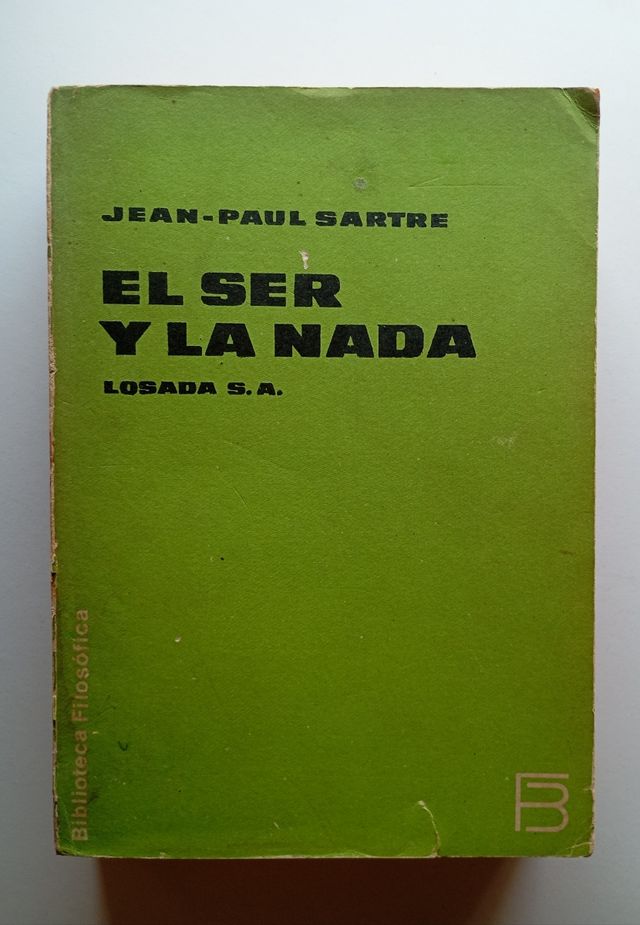 JEAN-PAUL SARTRE
EL SER
Y LA NADA
LOSADA S.A.
Biblioteca Filosófica